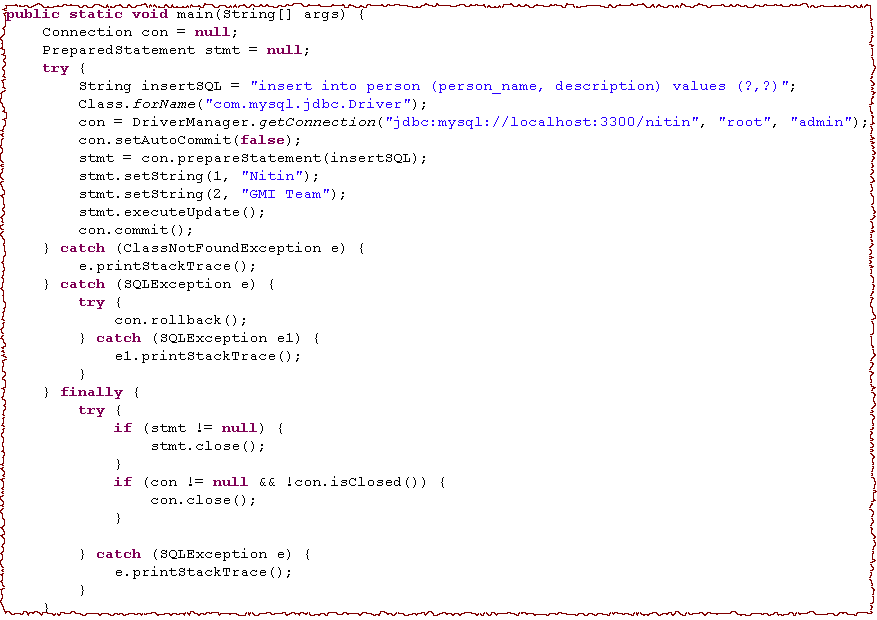 public static void main(String[] args) {
    Connection con = null;
    PreparedStatement stmt = null;
    try {
        String insertSQL = "insert into person (person_name, description) values (?,?)";
        Class.forName("com.mysql.jdbc.Driver");
        con = DriverManager.getConnection("jdbc:mysql://localhost:3300/nitin", "root", "admin");
        con.setAutoCommit(false);
        stmt = con.prepareStatement(insertSQL);
        stmt.setString(1, "Nitin");
        stmt.setString(2, "GMI Team");
        stmt.executeUpdate();
        con.commit();
    } catch (ClassNotFoundException e) {
        e.printStackTrace();
    } catch (SQLException e) {
        try {
            con.rollback();
        } catch (SQLException e1) {
            e1.printStackTrace();
        }
    } finally {
        try {
            if (stmt != null) {
                stmt.close();
            }
            if (con != null && !con.isClosed()) {
                con.close();
            }

        } catch (SQLException e) {
            e.printStackTrace();
        }
    }